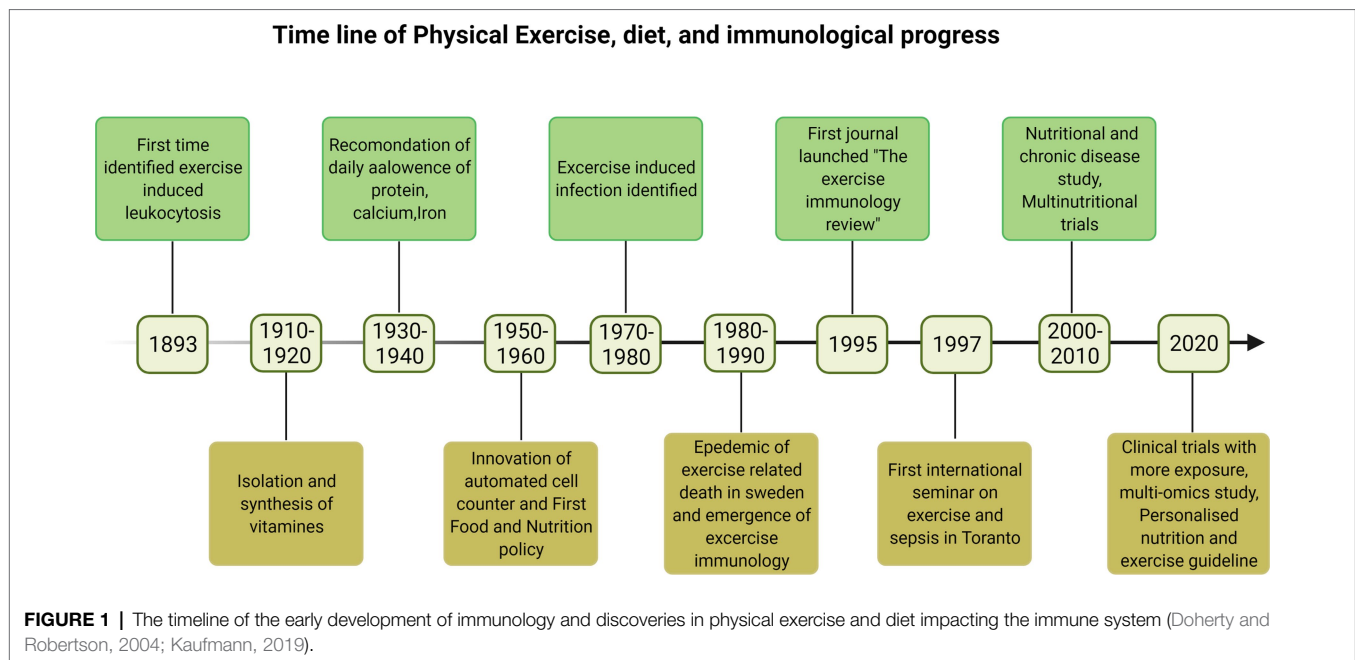 Time line of Physical Exercise, diet, and immunological progress
First time
identified exercise
induced
leukocytosis
Recomondation of
daily aalowence of
protein,
calcium,Iron
Excercise induced
infection identified
First journal
launched "The
exercise
immunology
review"
Nutritional and
chronic disease
study,
Multinutritional
trials
1893
1910-
1920
1930-
1940
1950-
1960
1970-
1980
1980-
1990
1995
1997
2000-
2010
2020
Isolation and
synthesis of
vitamines
Innovation of
automated cell
counter and First
Food and Nutrition
policy
Epedemic of
exercise related
death in sweden
and emergence of
excercise
immunology
First international
seminar on
exercise and
sepsis in Toranto
Clinical trials with
more exposure,
multi-omics study,
Personalised
nutrition and
exercise guideline
FIGURE 1 | The timeline of the early development of immunology and discoveries in physical exercise and diet impacting the immune system (Doherty and
Robertson, 2004; Kaufmann, 2019).